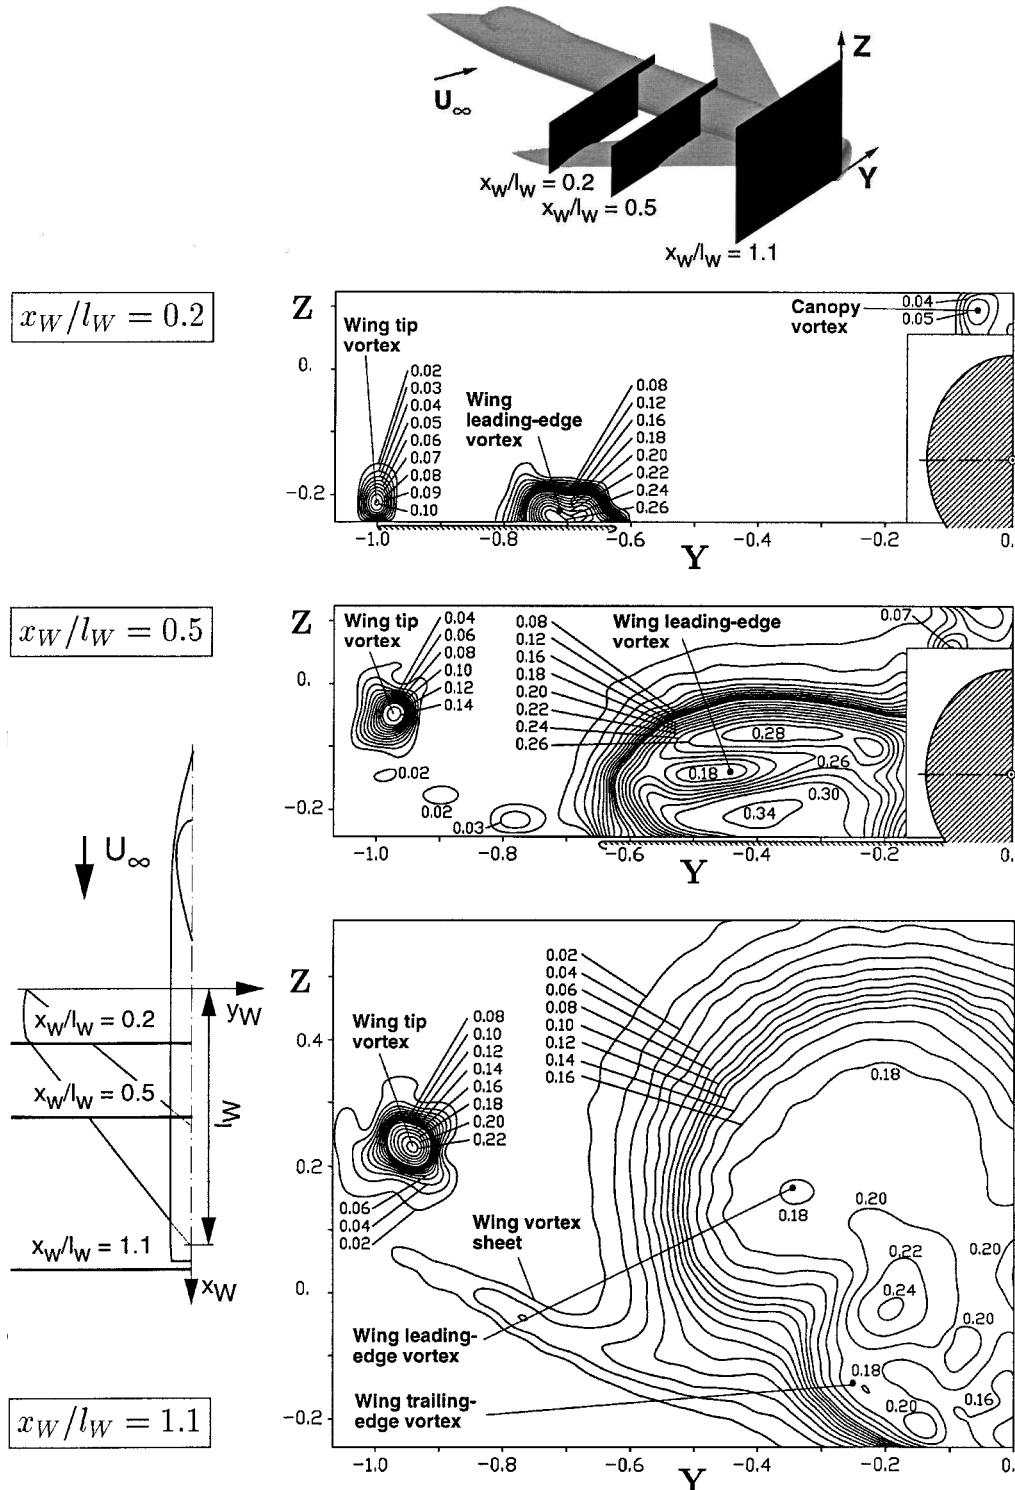 Z
U∞
Y
xW/lW = 0.2
xW/lW = 0.5
xW/lW = 1.1
xW/lW = 0.2
Z
Wing tip
vortex
0.02
0.03
0.04
0.05
0.06
0.07
0.08
0.09
0.10
Wing
leading-edge
vortex
0.08
0.12
0.16
0.18
0.20
0.22
0.24
0.26
Canopy
vortex
0.04
0.05
0.
-0.2
-1.0
-0.8
-0.6
-0.4
-0.2
0.
Y
xW/lW = 0.5
Z
Wing tip
vortex
0.04
0.06
0.08
0.10
0.12
0.14
0.08
0.12
0.16
0.18
0.20
0.22
0.24
0.26
Wing leading-edge
vortex
0.07
0.28
0.26
0.18
0.30
0.34
0.02
0.02
0.03
0.
-0.2
-1.0
-0.8
-0.6
-0.4
-0.2
0.
Y
U∞
yW
xW/lW = 0.2
xW/lW = 0.5
lW
xW/lW = 1.1
xW
xW/lW = 1.1
Z
0.02
0.04
0.06
0.08
0.10
0.12
0.14
0.16
Wing tip
vortex
0.08
0.10
0.12
0.14
0.16
0.18
0.20
0.22
0.06
0.04
0.02
0.18
0.18
0.20
0.22
0.20
0.24
0.20
0.18
0.16
0.20
Wing vortex
sheet
Wing leading-
edge vortex
Wing trailing-
edge vortex
0.4
0.2
0.
-0.2
-1.0
-0.8
-0.6
-0.4
-0.2
0.
Y